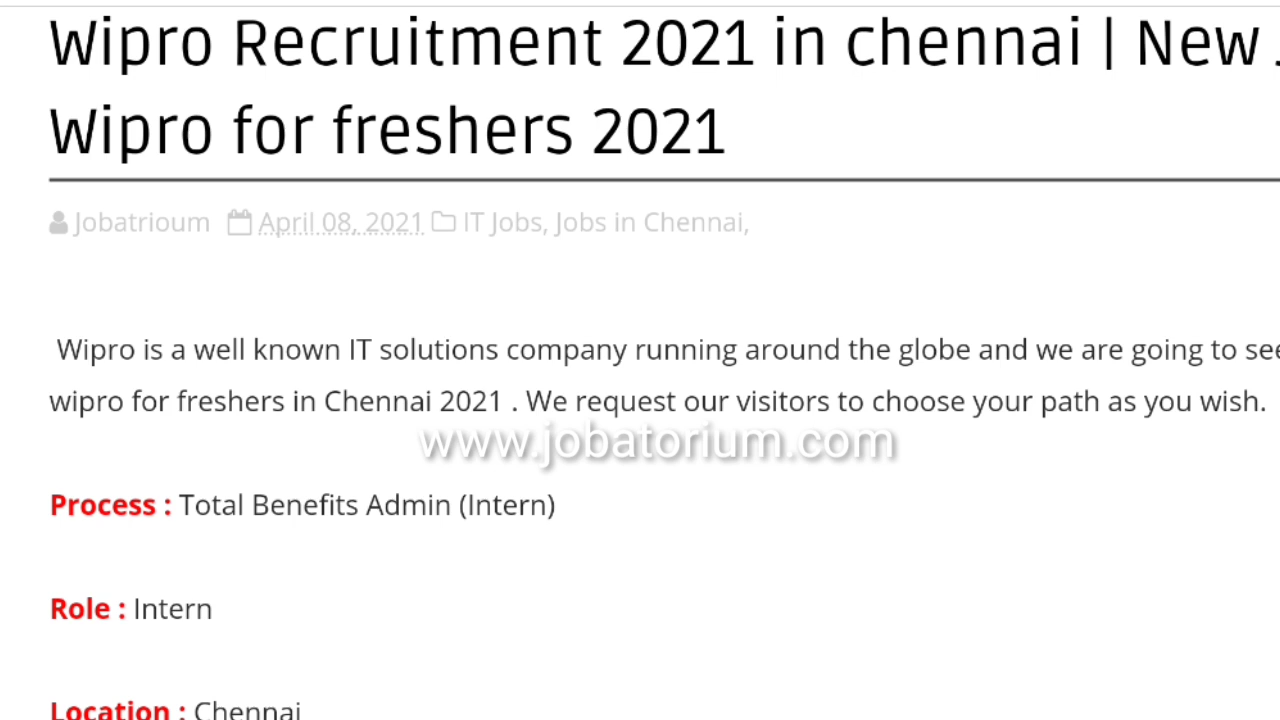 Wipro Recruitment 2021 in chennai | New
Wipro for freshers 2021
Jobatrioum April 08, 2021 IT Jobs, Jobs in Chennai,
Wipro is a well known IT solutions company running around the globe and we are going to see
wipro for freshers in Chennai 2021 . We request our visitors to choose your path as you wish.
www.jobatorium.com
Process : Total Benefits Admin (Intern)
Role : Intern
Location : Chennai